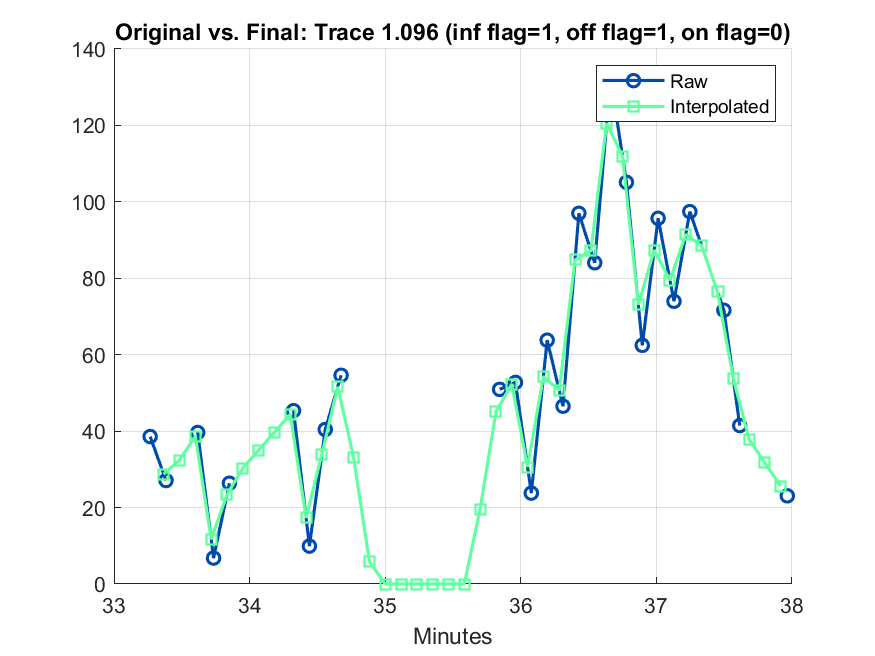 Original vs. Final: Trace 1.096 (inf flag=1, off flag=1, on flag=0)
140
120
100
80
60
40
20
0
Raw
Interpolated
33 34 35 36 37 38
Minutes